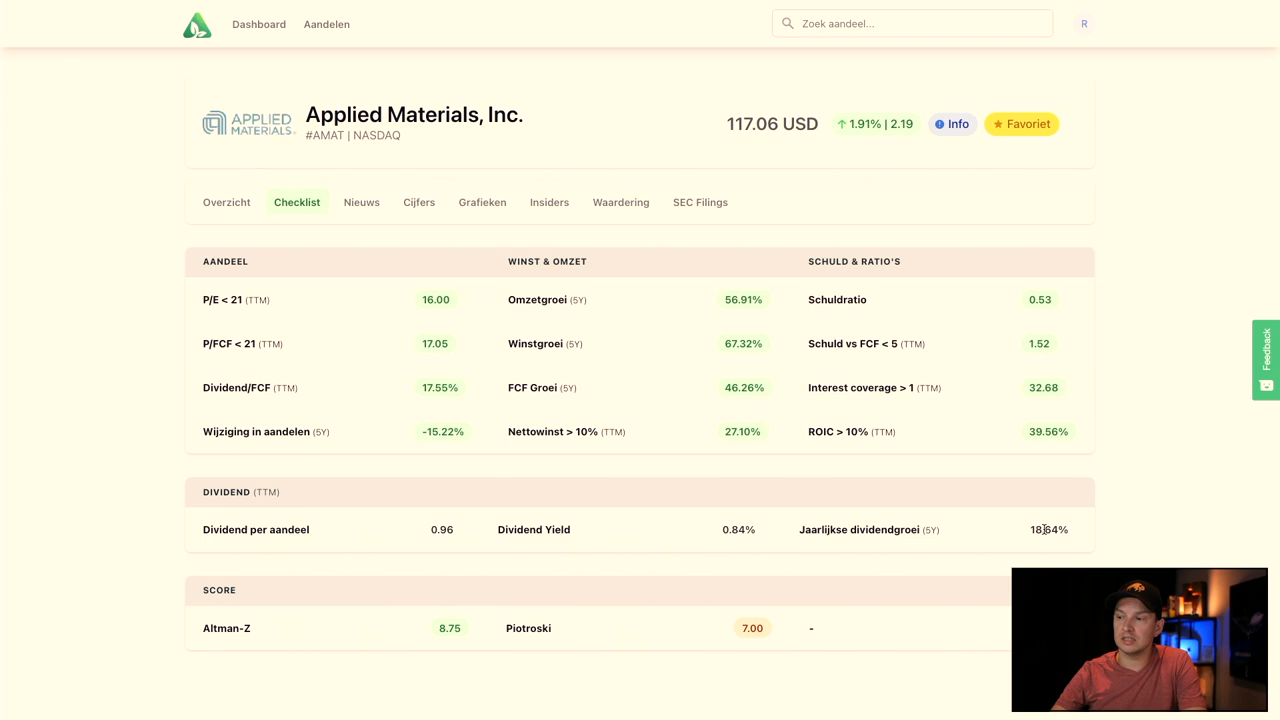 Dashboard Aandelen Zoek aandeel... R
APPLIED MATERIALS
Applied Materials, Inc.
#AMAT | NASDAQ
117.06 USD 1.91% | 2.19 Info Favoriet
Overzicht Checklist Nieuws Cijfers Grafieken Insiders Waardering SEC Filings
AANDEEL WINST & OMZET SCHULD & RATIO'S
P/E < 21 (TTM) 16.00 Omzetgroei (5Y) 56.91% Schuldratio 0.53
P/FCF < 21 (TTM) 17.05 Winstgroei (5Y) 67.32% Schuld vs FCF < 5 (TTM) 1.52
Dividend/FCF (TTM) 17.55% FCF Groei (5Y) 46.26% Interest coverage > 1 (TTM) 32.68
Wijziging in aandelen (5Y) -15.22% Nettowinst > 10% (TTM) 27.10% ROIC > 10% (TTM) 39.56%
DIVIDEND (TTM)
Dividend per aandeel 0.96 Dividend Yield 0.84% Jaarlijkse dividendgroei (5Y) 18.64%
SCORE
Altman-Z 8.75 Piotroski 7.00 -
Feedback